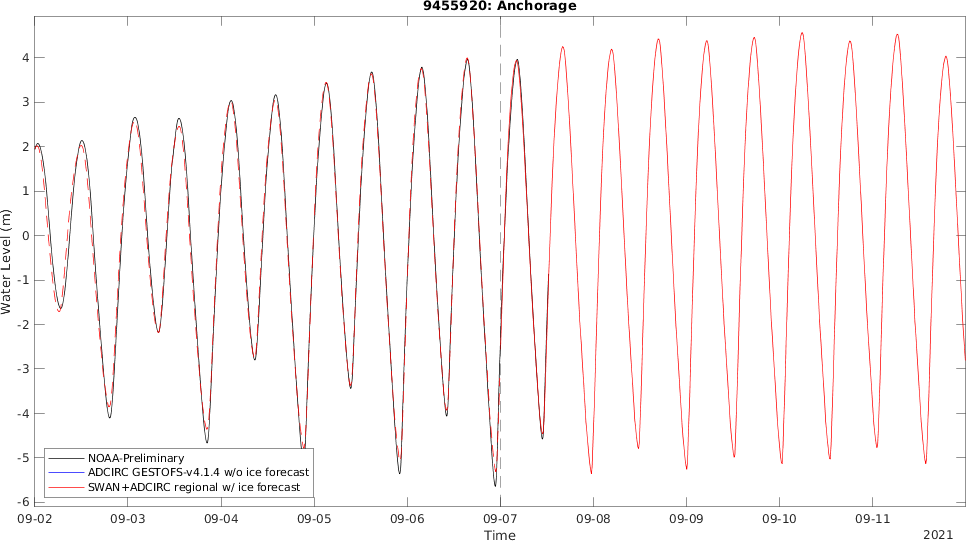 9455920: Anchorage
Water Level (m)
4
3
2
1
0
-1
-2
-3
-4
-5
-6
NOAA-Preliminary
ADCIRC GESTOFS-v4.1.4 w/o ice forecast
SWAN+ADCIRC regional w/ ice forecast
09-02 09-03 09-04 09-05 09-06 09-07 09-08 09-09 09-10 09-11
Time
2021